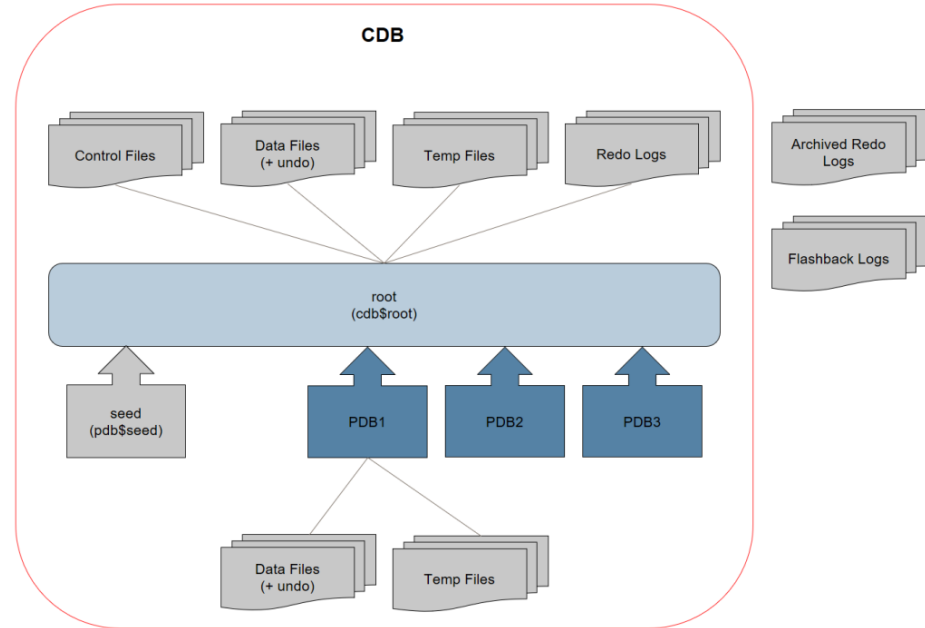 CDB
Control Files
Data Files
(+ undo)
Temp Files
Redo Logs
Archived Redo
Logs
Flashback Logs
root
(cdb$root)
seed
(pdb$seed)
PDB1
PDB2
PDB3
Data Files
(+ undo)
Temp Files